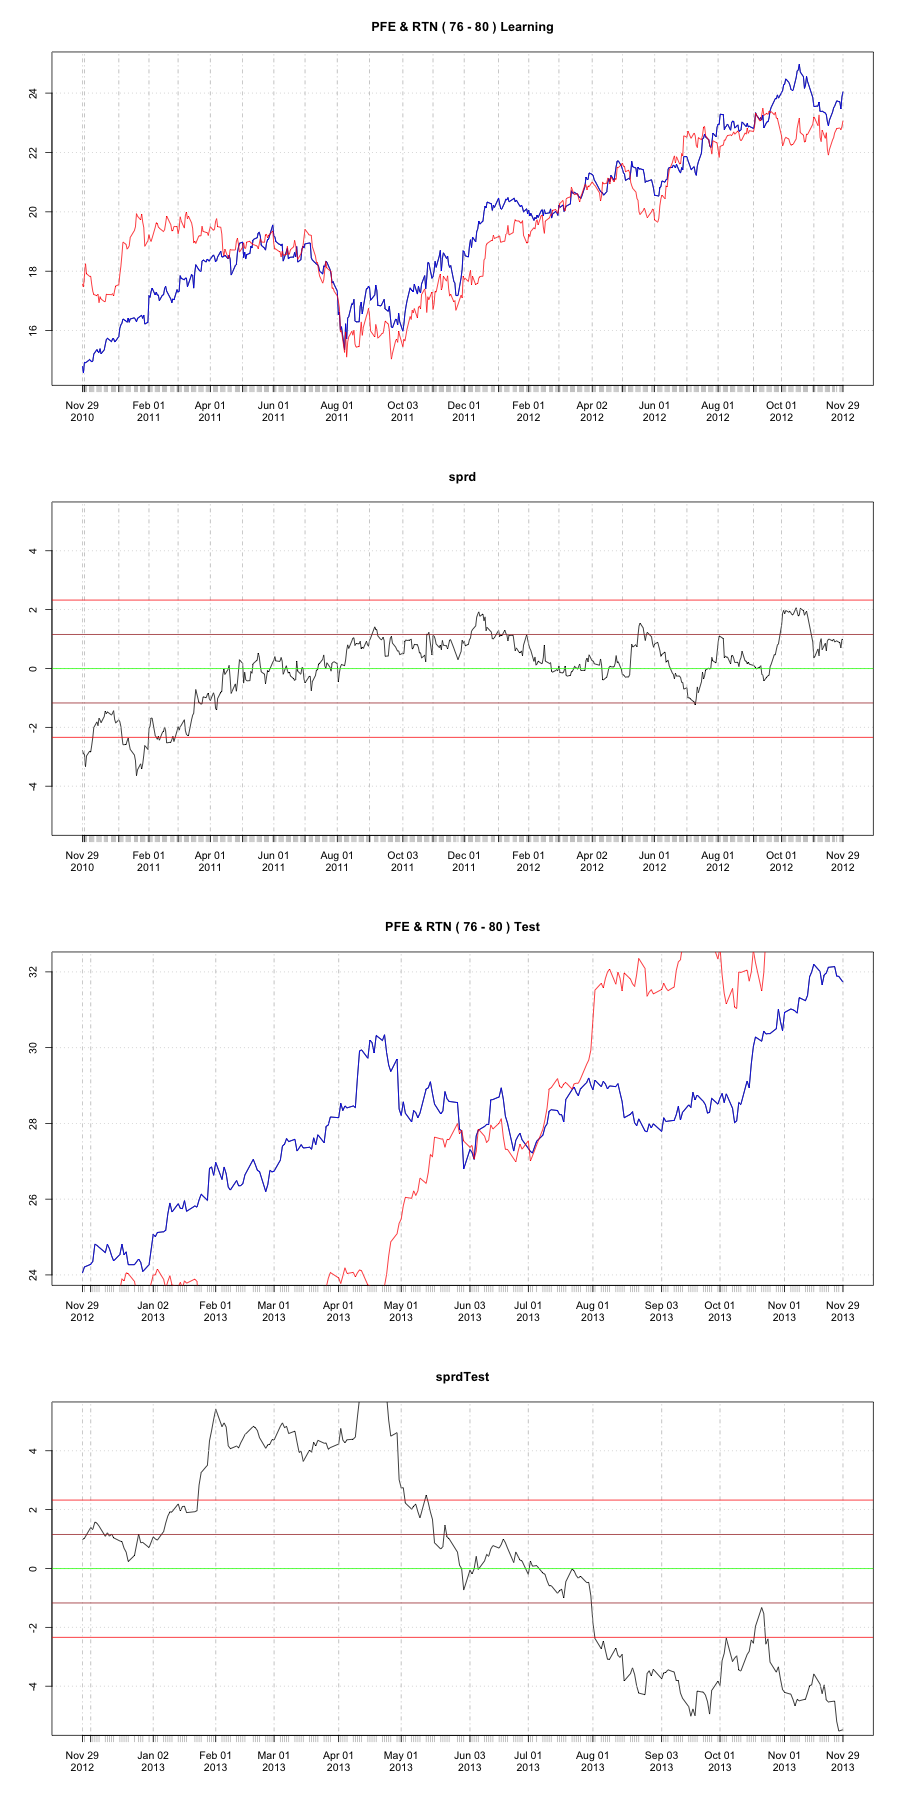 PFE & RTN ( 76 - 80 ) Learning
24
22
20
18
16
Nov 29 Feb 01 Apr 01 Jun 01 Aug 01 Oct 03 Dec 01 Feb 01 Apr 02 Jun 01 Aug 01 Oct 01 Nov 29
2010 2011 2011 2011 2011 2011 2011 2012 2012 2012 2012 2012 2012
sprd
4
2
0
-2
-4
Nov 29 Feb 01 Apr 01 Jun 01 Aug 01 Oct 03 Dec 01 Feb 01 Apr 02 Jun 01 Aug 01 Oct 01 Nov 29
2010 2011 2011 2011 2011 2011 2011 2012 2012 2012 2012 2012 2012
PFE & RTN ( 76 - 80 ) Test
32
30
28
26
24
Nov 29 Jan 02 Feb 01 Mar 01 Apr 01 May 01 Jun 03 Jul 01 Aug 01 Sep 03 Oct 01 Nov 01 Nov 29
2012 2013 2013 2013 2013 2013 2013 2013 2013 2013 2013 2013 2013
sprdTest
4
2
0
-2
-4
Nov 29 Jan 02 Feb 01 Mar 01 Apr 01 May 01 Jun 03 Jul 01 Aug 01 Sep 03 Oct 01 Nov 01 Nov 29
2012 2013 2013 2013 2013 2013 2013 2013 2013 2013 2013 2013 2013